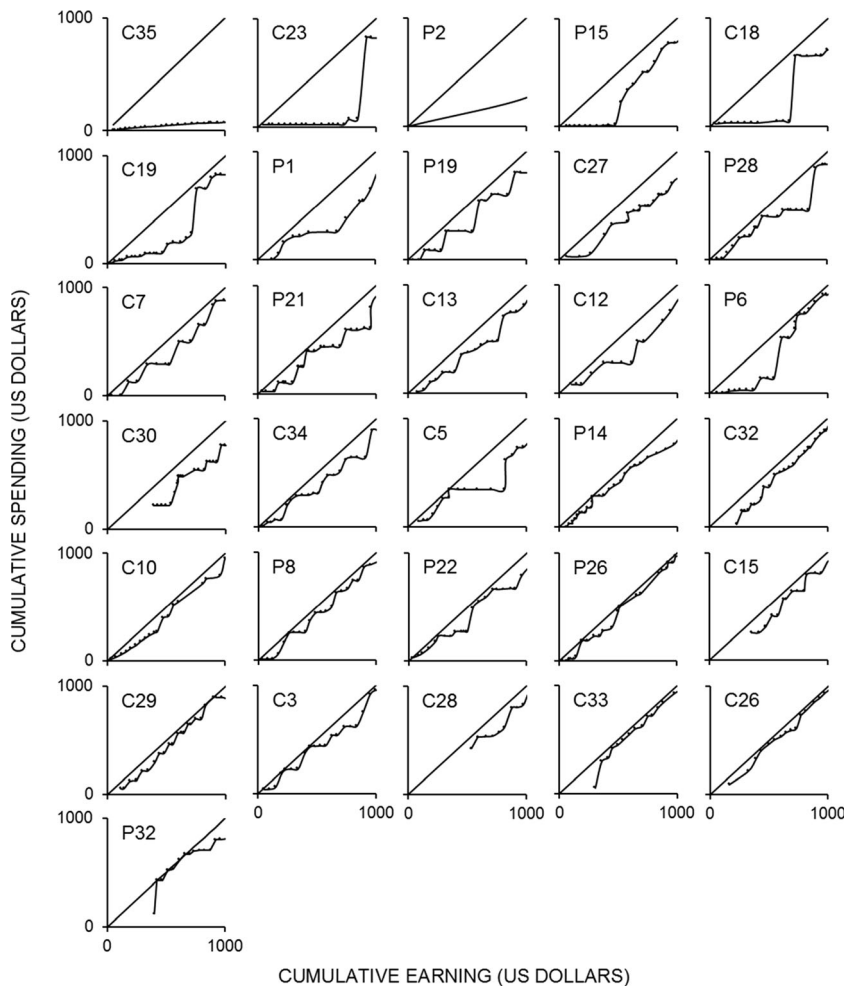 1000 C35 C23 P2 P15 C18
0
1000 C19 P1 P19 C27 P28
0
1000 C7 P21 C13 C12 P6
0
1000 C30 C34 C5 P14 C32
0
1000 C10 P8 P22 P26 C15
0
1000 C29 C3 C28 C33 C26
0
0 1000 0 1000 0 1000 0 1000
1000 P32
0
0 1000
CUMULATIVE SPENDING (US DOLLARS)
CUMULATIVE EARNING (US DOLLARS)